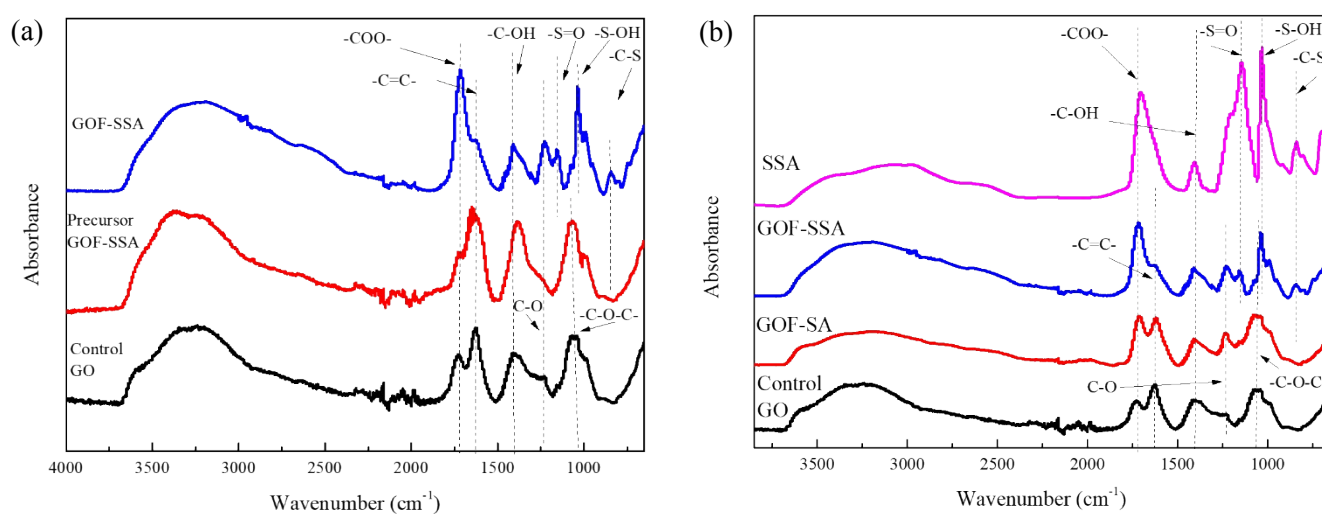 (a)
-COO-
-C-OH
-S=O
-S-OH
-C-S
-C=C-
GOF-SSA
Precursor
GOF-SSA
C-O
-C-O-C-
Control
GO
Absorbance
4000 3500 3000 2500 2000 1500 1000
Wavenumber (cm-1)
(b)
-COO-
-S=O
-S-OH
-C-S
-C-OH
SSA
GOF-SSA
-C=C-
GOF-SA
Control
GO
C-O
-C-O-C
Absorbance
3500 3000 2500 2000 1500 1000
Wavenumber (cm-1)